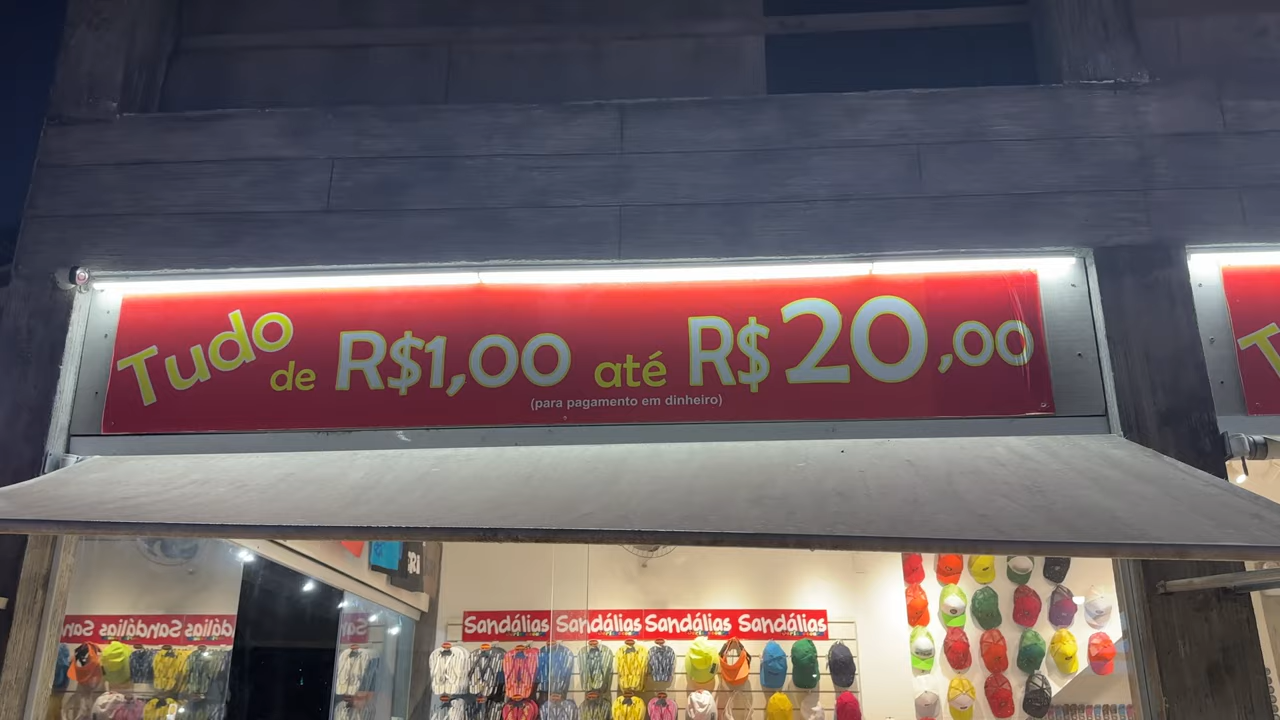 Tudo de R$1,00 até R$20,00
(para pagamento em dinheiro)
Sandálias Sandálias Sandálias Sandálias